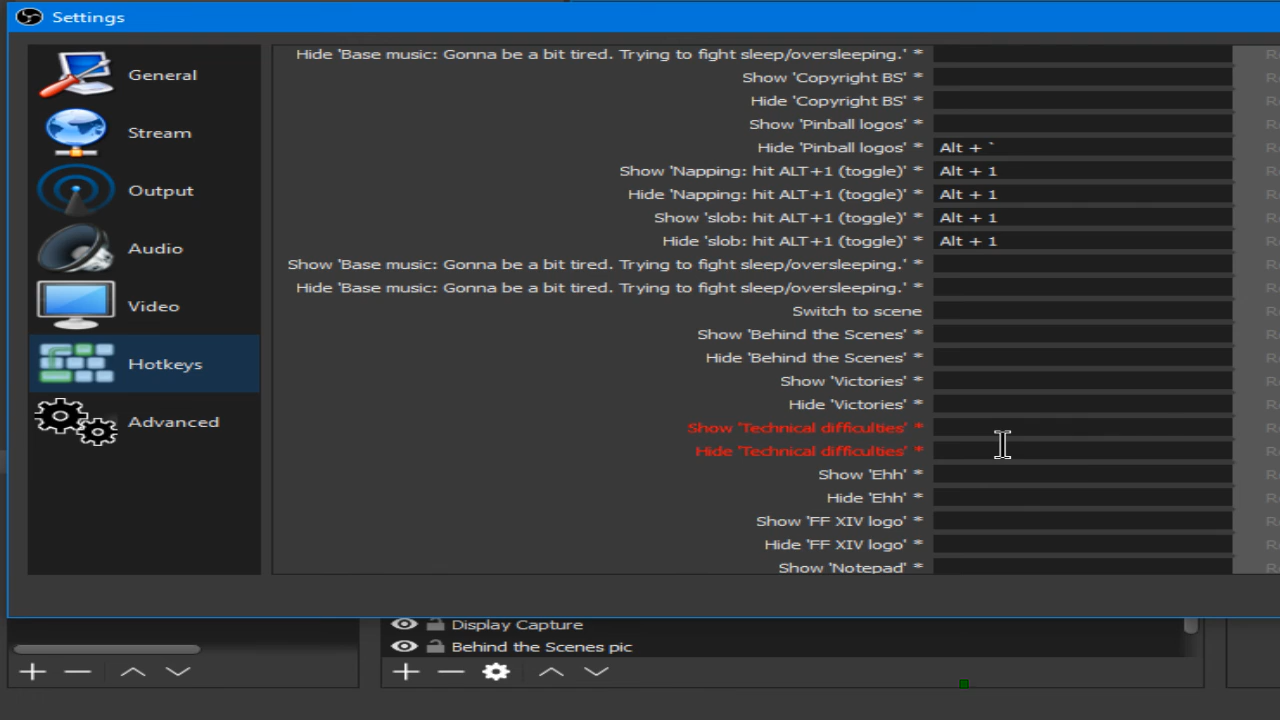 Settings
General
Stream
Output
Audio
Video
Hotkeys
Advanced
Hide 'Base music: Gonna be a bit tired. Trying to fight sleep/oversleeping.' *
Show 'Copyright BS' *
Hide 'Copyright BS' *
Show 'Pinball logos' *
Hide 'Pinball logos' * Alt + `
Show 'Napping: hit ALT+1 (toggle)' * Alt + 1
Hide 'Napping: hit ALT+1 (toggle)' * Alt + 1
Show 'slob: hit ALT+1 (toggle)' * Alt + 1
Hide 'slob: hit ALT+1 (toggle)' * Alt + 1
Show 'Base music: Gonna be a bit tired. Trying to fight sleep/oversleeping.' *
Hide 'Base music: Gonna be a bit tired. Trying to fight sleep/oversleeping.' *
Switch to scene
Show 'Behind the Scenes' *
Hide 'Behind the Scenes' *
Show 'Victories' *
Hide 'Victories' *
Show 'Technical difficulties' *
Hide 'Technical difficulties' *
Show 'Ehh' *
Hide 'Ehh' *
Show 'FF XIV logo' *
Hide 'FF XIV logo' *
Show 'Notepad' *
Display Capture
Behind the Scenes pic